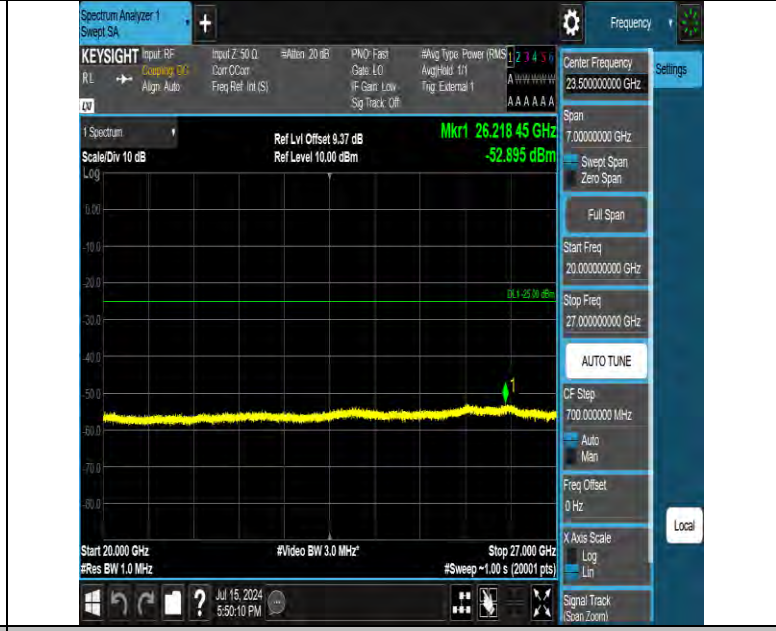 Spectrum Analyzer 1
Swept SA
+
Frequency
KEYSIGHT
RL
Input: RF
Coupling: DC
Align: Auto
Input Z: 50 Ω
Corr CCorr
Freq Ref: Int (S)
#Atten: 20 dB
PNO: Fast
Gate: LO
IF Gain: Low
Sig Track: Off
#Avg Type: Power (RMS
Avg|Hold: 1/1
Trig: External 1
1 2 3 4 5 6
A W W W W W
A A A A A A
1 Spectrum
Scale/Div 10 dB
Ref Lvl Offset 9.37 dB
Ref Level 10.00 dBm
Mkr1 26.218 45 GHz
-52.895 dBm
Log
0.00
-10.0
-20.0
-30.0
-40.0
-50.0
-60.0
-70.0
-80.0
DL1 -25.00 dBm
1
Start 20.000 GHz
#Res BW 1.0 MHz
#Video BW 3.0 MHz*
Stop 27.000 GHz
#Sweep ~1.00 s (20001 pts)
Center Frequency
23.500000000 GHz
Settings
Span
7.00000000 GHz
Swept Span
Zero Span
Full Span
Start Freq
20.000000000 GHz
Stop Freq
27.000000000 GHz
AUTO TUNE
CF Step
700.000000 MHz
Auto
Man
Freq Offset
0 Hz
X Axis Scale
Log
Lin
Local
Signal Track
(Span Zoom)
?
Jul 15, 2024
5:50:10 PM